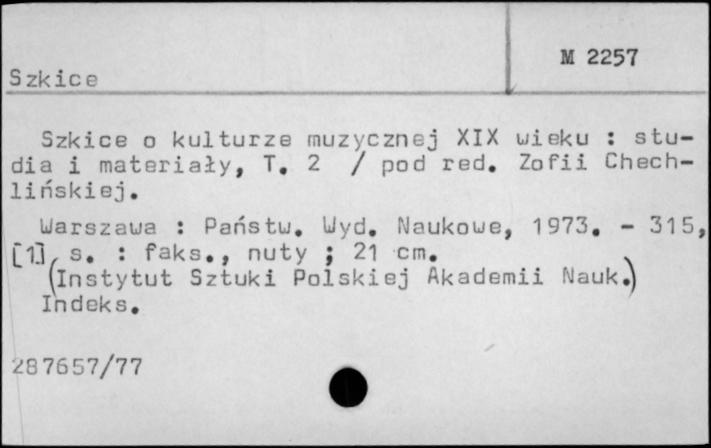 M 2257
Szkice
Szkice o kulturze muzycznej XIX wieku : stu-
dia i materiały, T. 2 / pod red. Zofii Chech-
lińskiej.
Warszawa : Państw. Wyd. Naukowe, 1973. - 315,
[1] s. : faks., nuty ; 21 cm.
(Instytut Sztuki Polskiej Akademii Nauk.)
Indeks.
287657/77